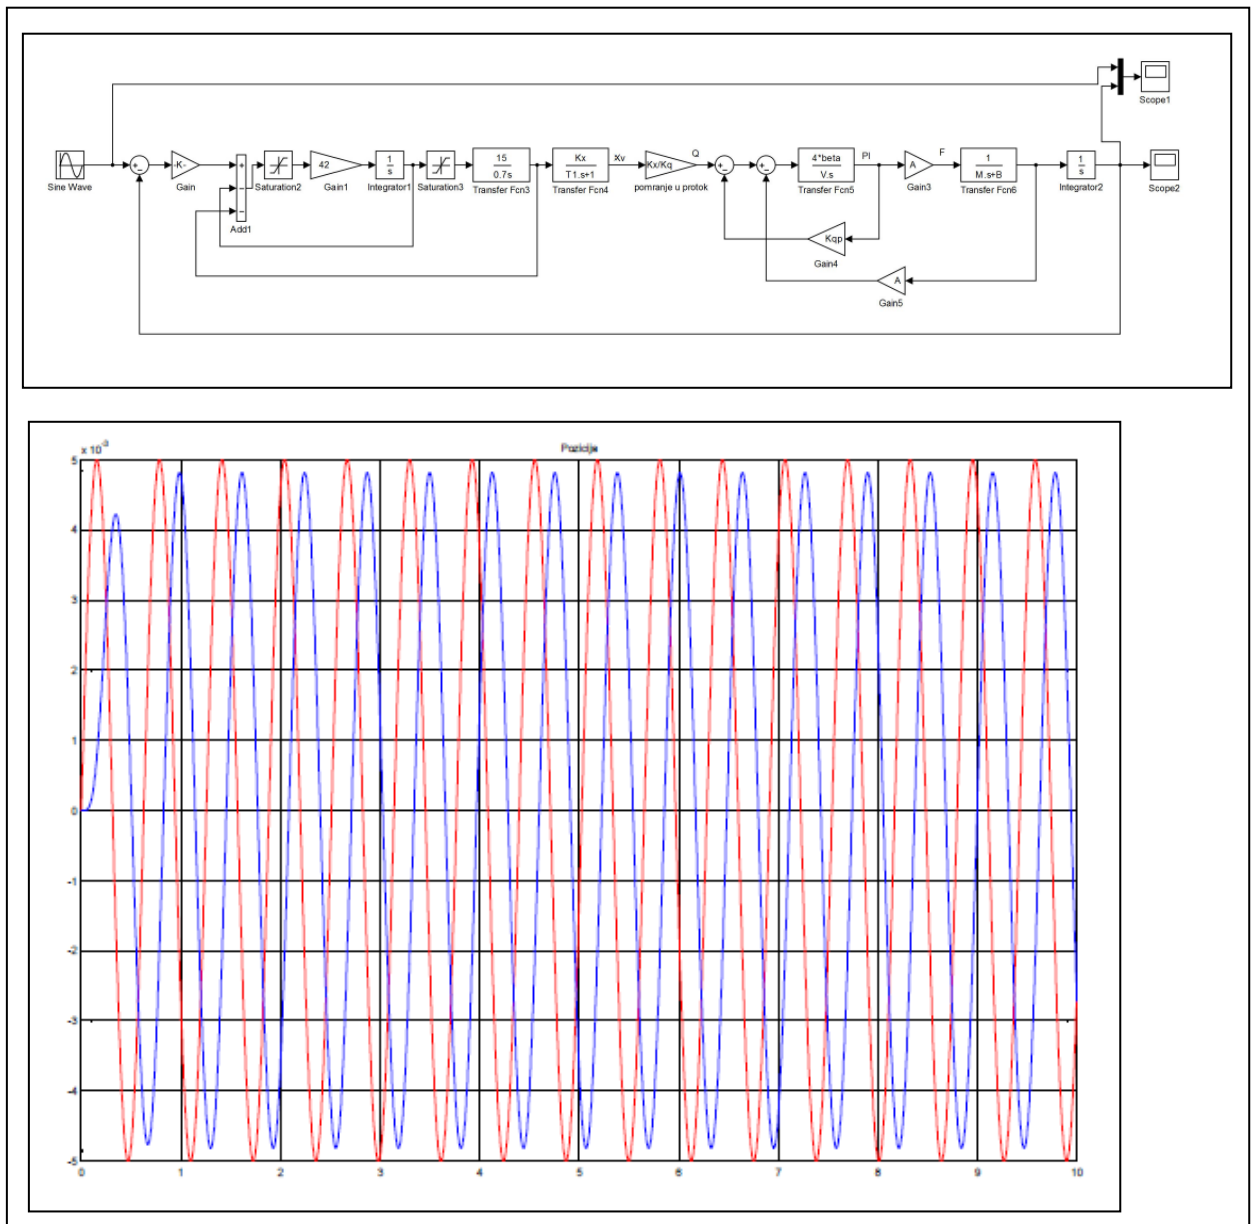 Scope1
Sine Wave
+
−
-K-
Gain
+
−
−
Add1
Saturation2
42
Gain1
1
s
Integrator1
Saturation3
15
0.7s
Transfer Fcn3
Kx
T1.s+1
Transfer Fcn4
Xv
Kx/Kq
pomranje u protok
Q
+
−
+
−
4*beta
V.s
Transfer Fcn5
Pl
A
Gain3
F
1
M.s+B
Transfer Fcn6
1
s
Integrator2
Scope2
Kqp
Gain4
A
Gain5
x 10^-3
Pozicija
5
4
3
2
1
0
-1
-2
-3
-4
-5
0 1 2 3 4 5 6 7 8 9 10